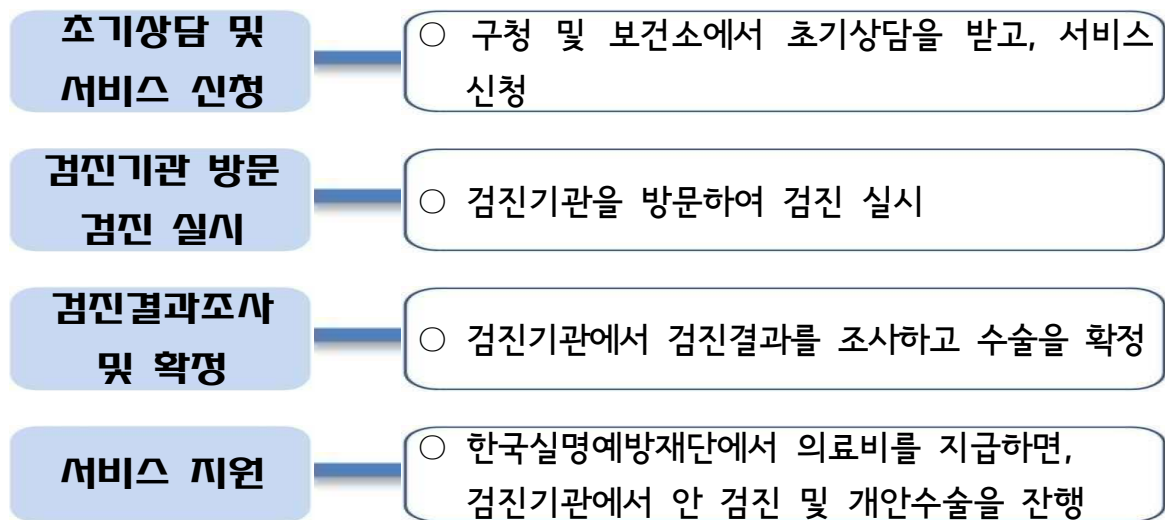 초기상담 및
서비스 신청
○ 구청 및 보건소에서 초기상담을 받고, 서비스
신청
검진기관 방문
검진 실시
○ 검진기관을 방문하여 검진 실시
검진결과조사
및 확정
○ 검진기관에서 검진결과를 조사하고 수술을 확정
서비스 지원
○ 한국실명예방재단에서 의료비를 지급하면,
검진기관에서 안 검진 및 개안수술을 잔행